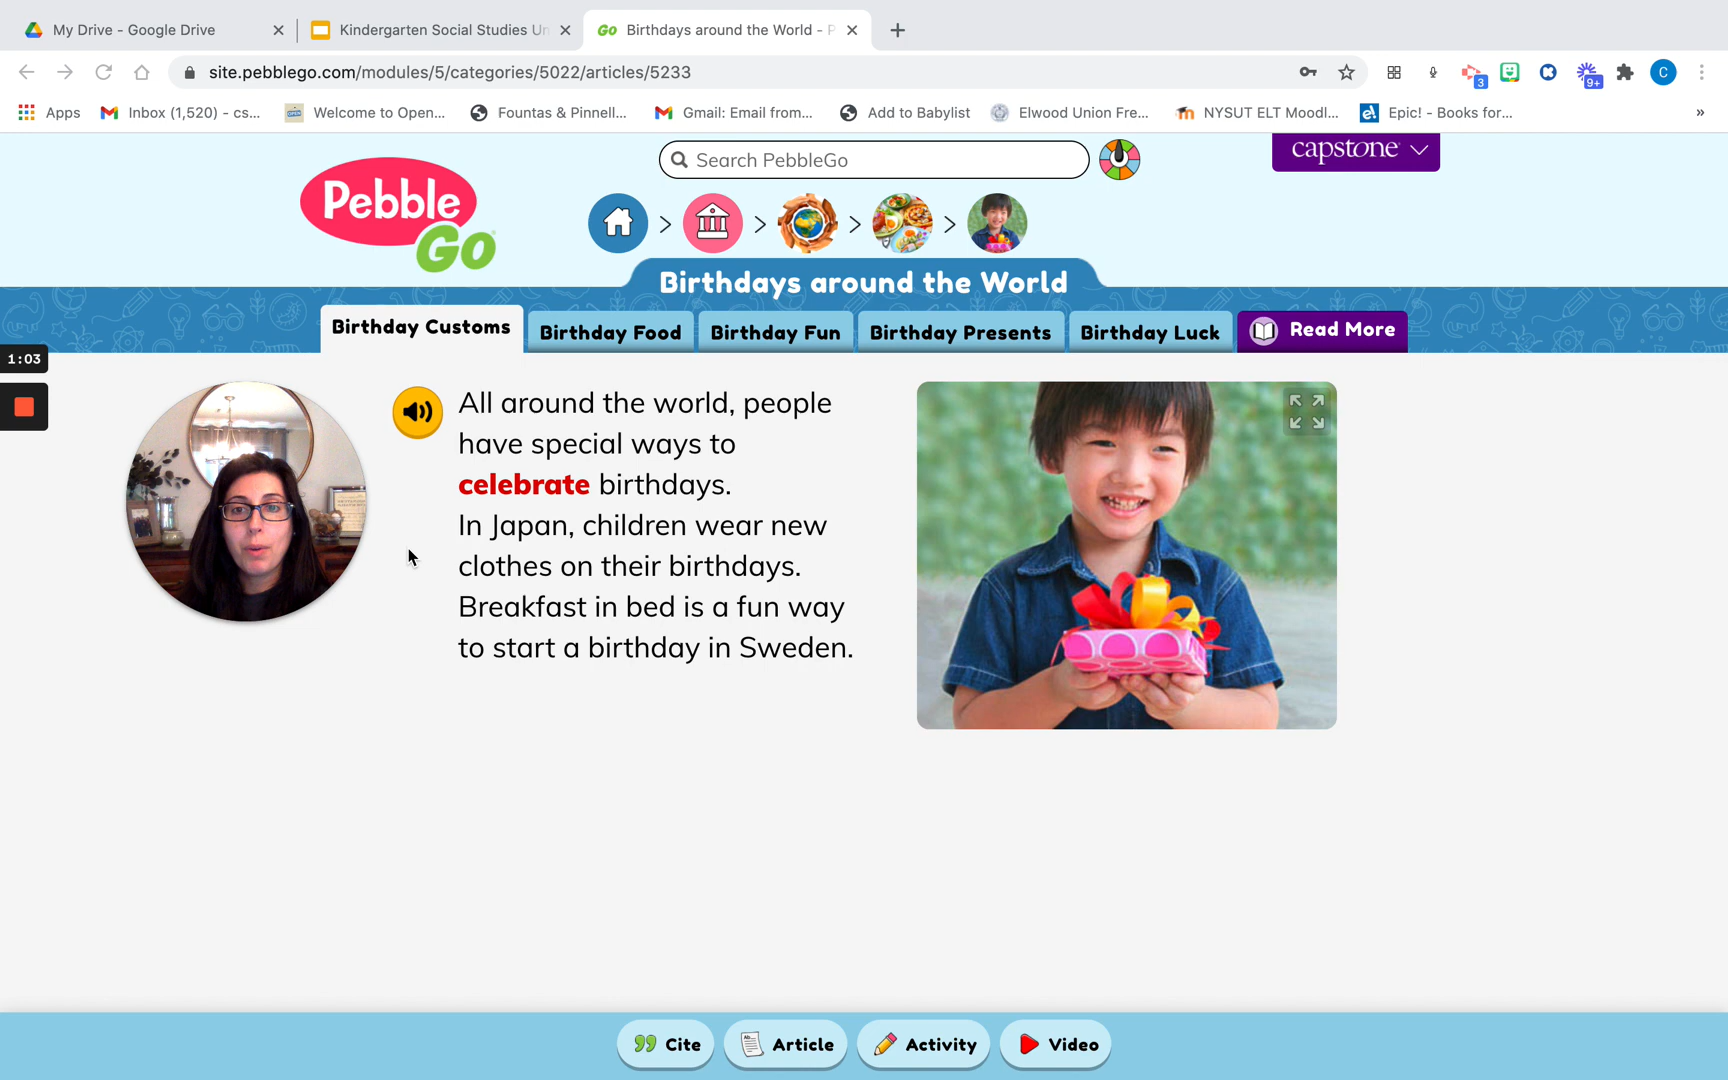 My Drive - Google Drive
Kindergarten Social Studies Un
GO Birthdays around the World - P
site.pebblego.com/modules/5/categories/5022/articles/5233
3
9+
C
Apps
Inbox (1,520) - cs...
Welcome to Open...
Fountas & Pinnell...
Gmail: Email from...
Add to Babylist
Elwood Union Fre...
NYSUT ELT Moodl...
Epic! - Books for...
»
Pebble
Go
Search PebbleGo
capstone
Birthdays around the World
Birthday Customs
Birthday Food
Birthday Fun
Birthday Presents
Birthday Luck
Read More
1:03
All around the world, people
have special ways to
celebrate birthdays.
In Japan, children wear new
clothes on their birthdays.
Breakfast in bed is a fun way
to start a birthday in Sweden.
Cite
Article
Activity
Video